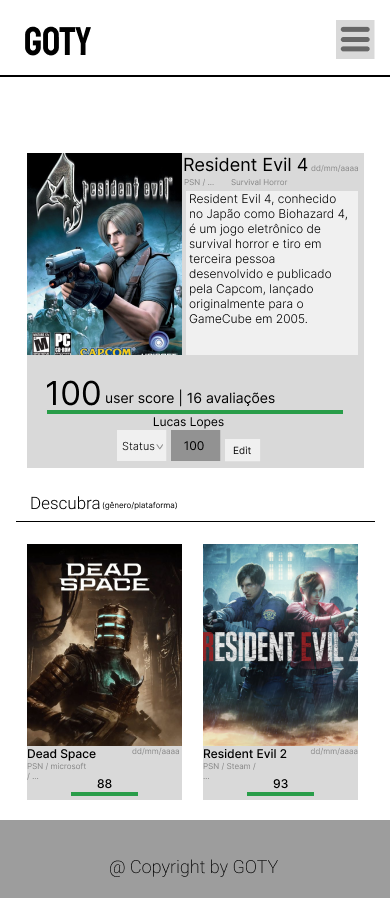 GOTY
4 resident evil
M
PC
CD-ROM
CAPCOM
Resident Evil 4 dd/mm/aaaa
PSN / ... Survival Horror
Resident Evil 4, conhecido
no Japão como Biohazard 4,
é um jogo eletrônico de
survival horror e tiro em
terceira pessoa
desenvolvido e publicado
pela Capcom, lançado
originalmente para o
GameCube em 2005.
100 user score | 16 avaliações
Lucas Lopes
Status 100 Edit
Descubra (gênero/plataforma)
DEAD
SPACE
Dead Space dd/mm/aaaa
PSN / microsoft
/ ...
88
RESIDENT EVIL 2
Resident Evil 2 dd/mm/aaaa
PSN / Steam /
...
93
@ Copyright by GOTY